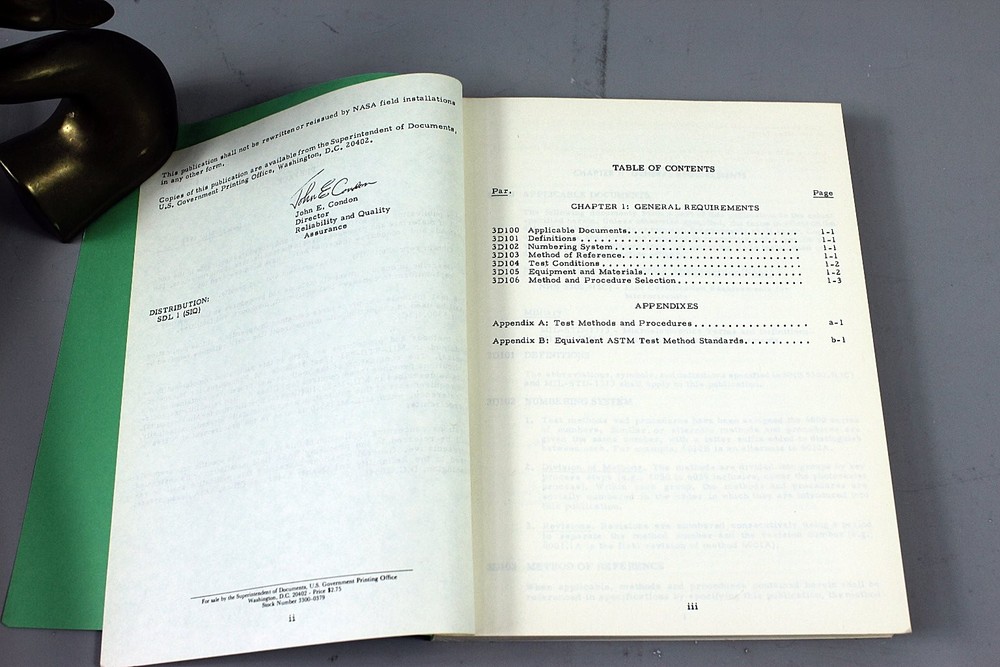 This publication shall not be rewritten or reissued by NASA field installations
in any other form.
Copies of this publication are available from the Superintendent of Documents,
U.S. Government Printing Office, Washington, D.C. 20402.
John E Condon
John E. Condon
Director
Reliability and Quality
Assurance
DISTRIBUTION:
SDL 1 (SIQ)
For sale by the Superintendent of Documents, U.S. Government Printing Office
Washington, D.C. 20402 - Price $2.75
Stock Number 3300-0379
ii
TABLE OF CONTENTS
Par. Page
CHAPTER 1: GENERAL REQUIREMENTS
3D100 Applicable Documents. . . . . . . . . . . . . . . . . . . . . . 1-1
3D101 Definitions . . . . . . . . . . . . . . . . . . . . . . . . . . . . 1-1
3D102 Numbering System . . . . . . . . . . . . . . . . . . . . . . . 1-1
3D103 Method of Reference. . . . . . . . . . . . . . . . . . . . . . 1-1
3D104 Test Conditions . . . . . . . . . . . . . . . . . . . . . . . . . 1-2
3D105 Equipment and Materials. . . . . . . . . . . . . . . . . . . 1-2
3D106 Method and Procedure Selection . . . . . . . . . . . . . . 1-3
APPENDIXES
Appendix A: Test Methods and Procedures . . . . . . . . . . . . . a-1
Appendix B: Equivalent ASTM Test Method Standards. . . . . . . . b-1
iii